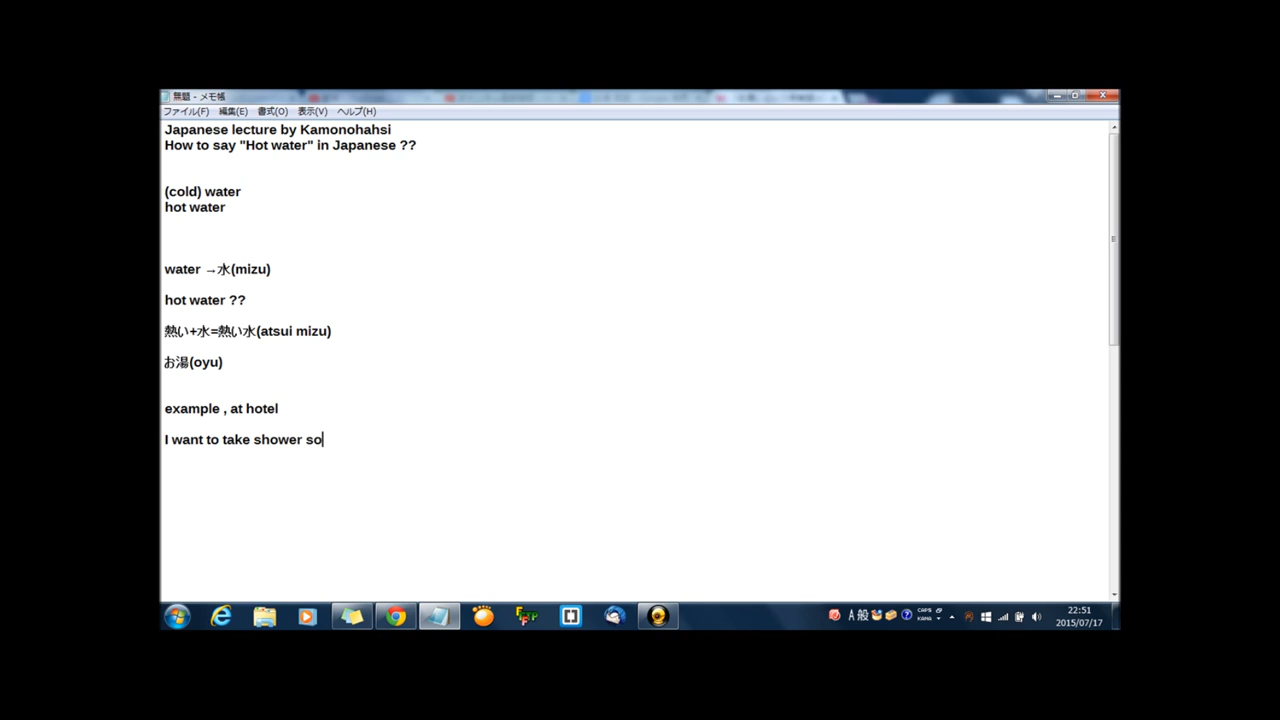 無題 - メモ帳
ファイル(F) 編集(E) 書式(O) 表示(V) ヘルプ(H)
Japanese lecture by Kamonohahsi
How to say "Hot water" in Japanese ??
(cold) water
hot water
water →水(mizu)
hot water ??
熱い+水=熱い水(atsui mizu)
お湯(oyu)
example , at hotel
I want to take shower so
A 般 CAPS KANA
22:51
2015/07/17